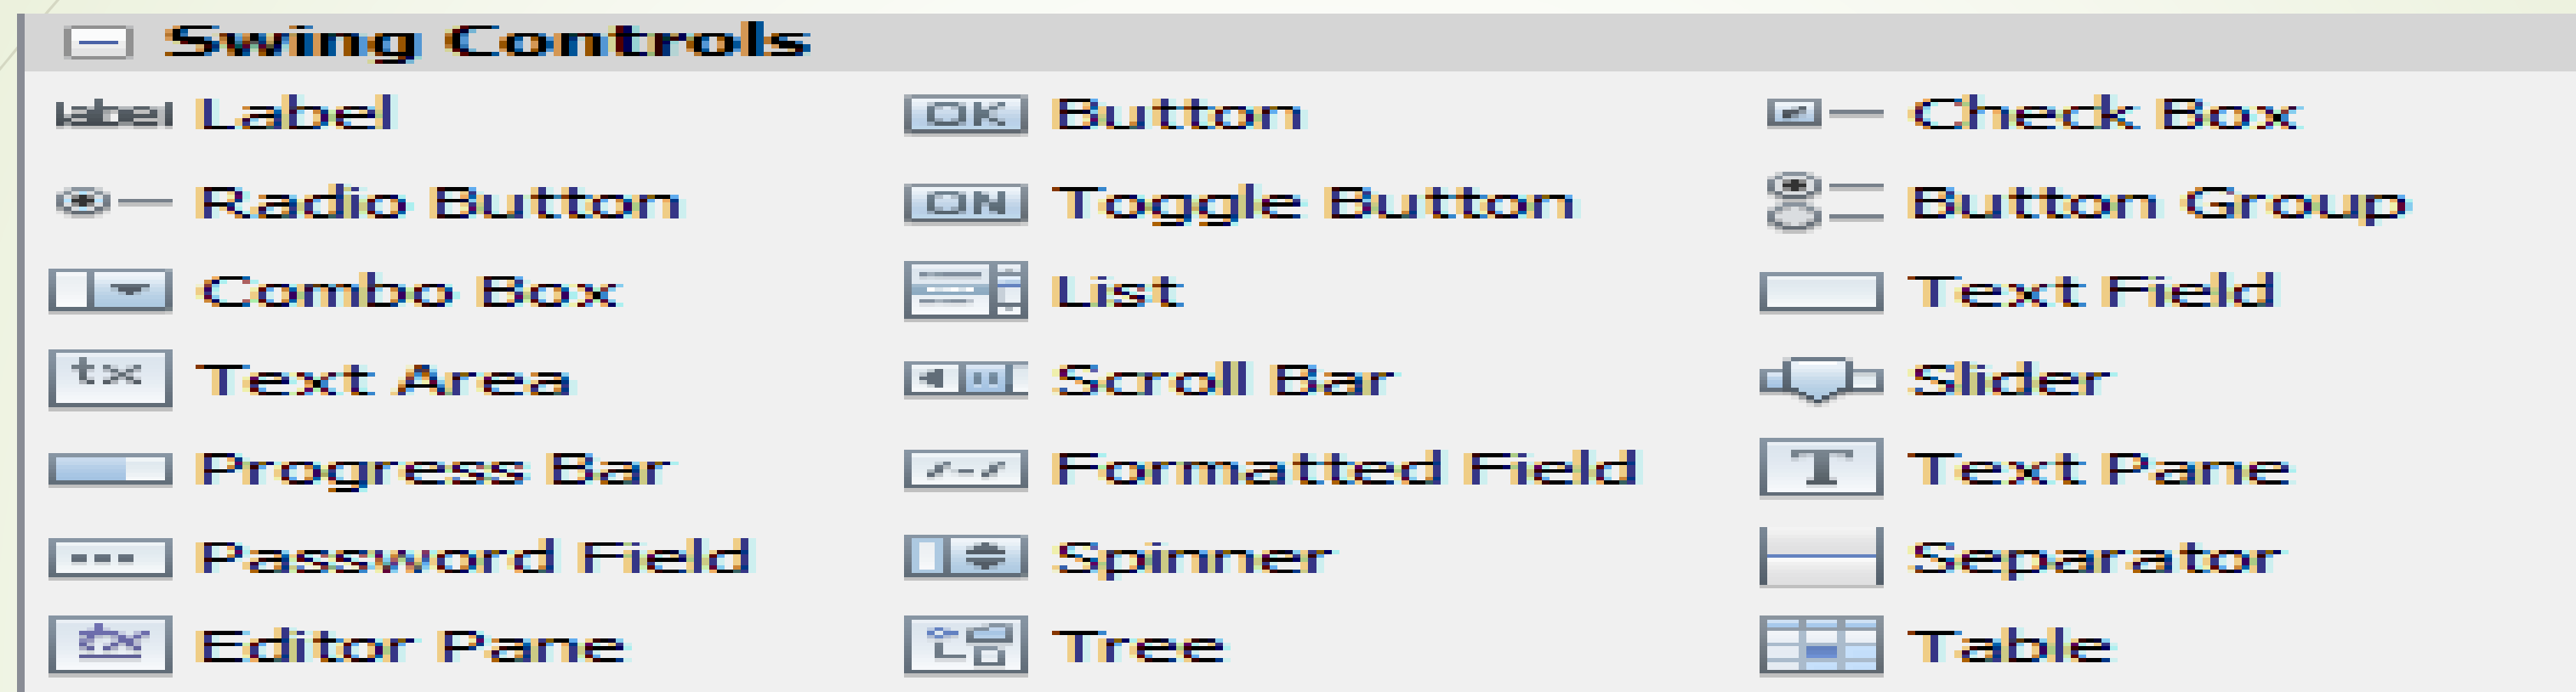 Swing Controls
label Label OK Button Check Box
Radio Button ON Toggle Button Button Group
Combo Box List Text Field
tx Text Area Scroll Bar Slider
Progress Bar Formatted Field T Text Pane
Password Field Spinner Separator
Editor Pane Tree Table